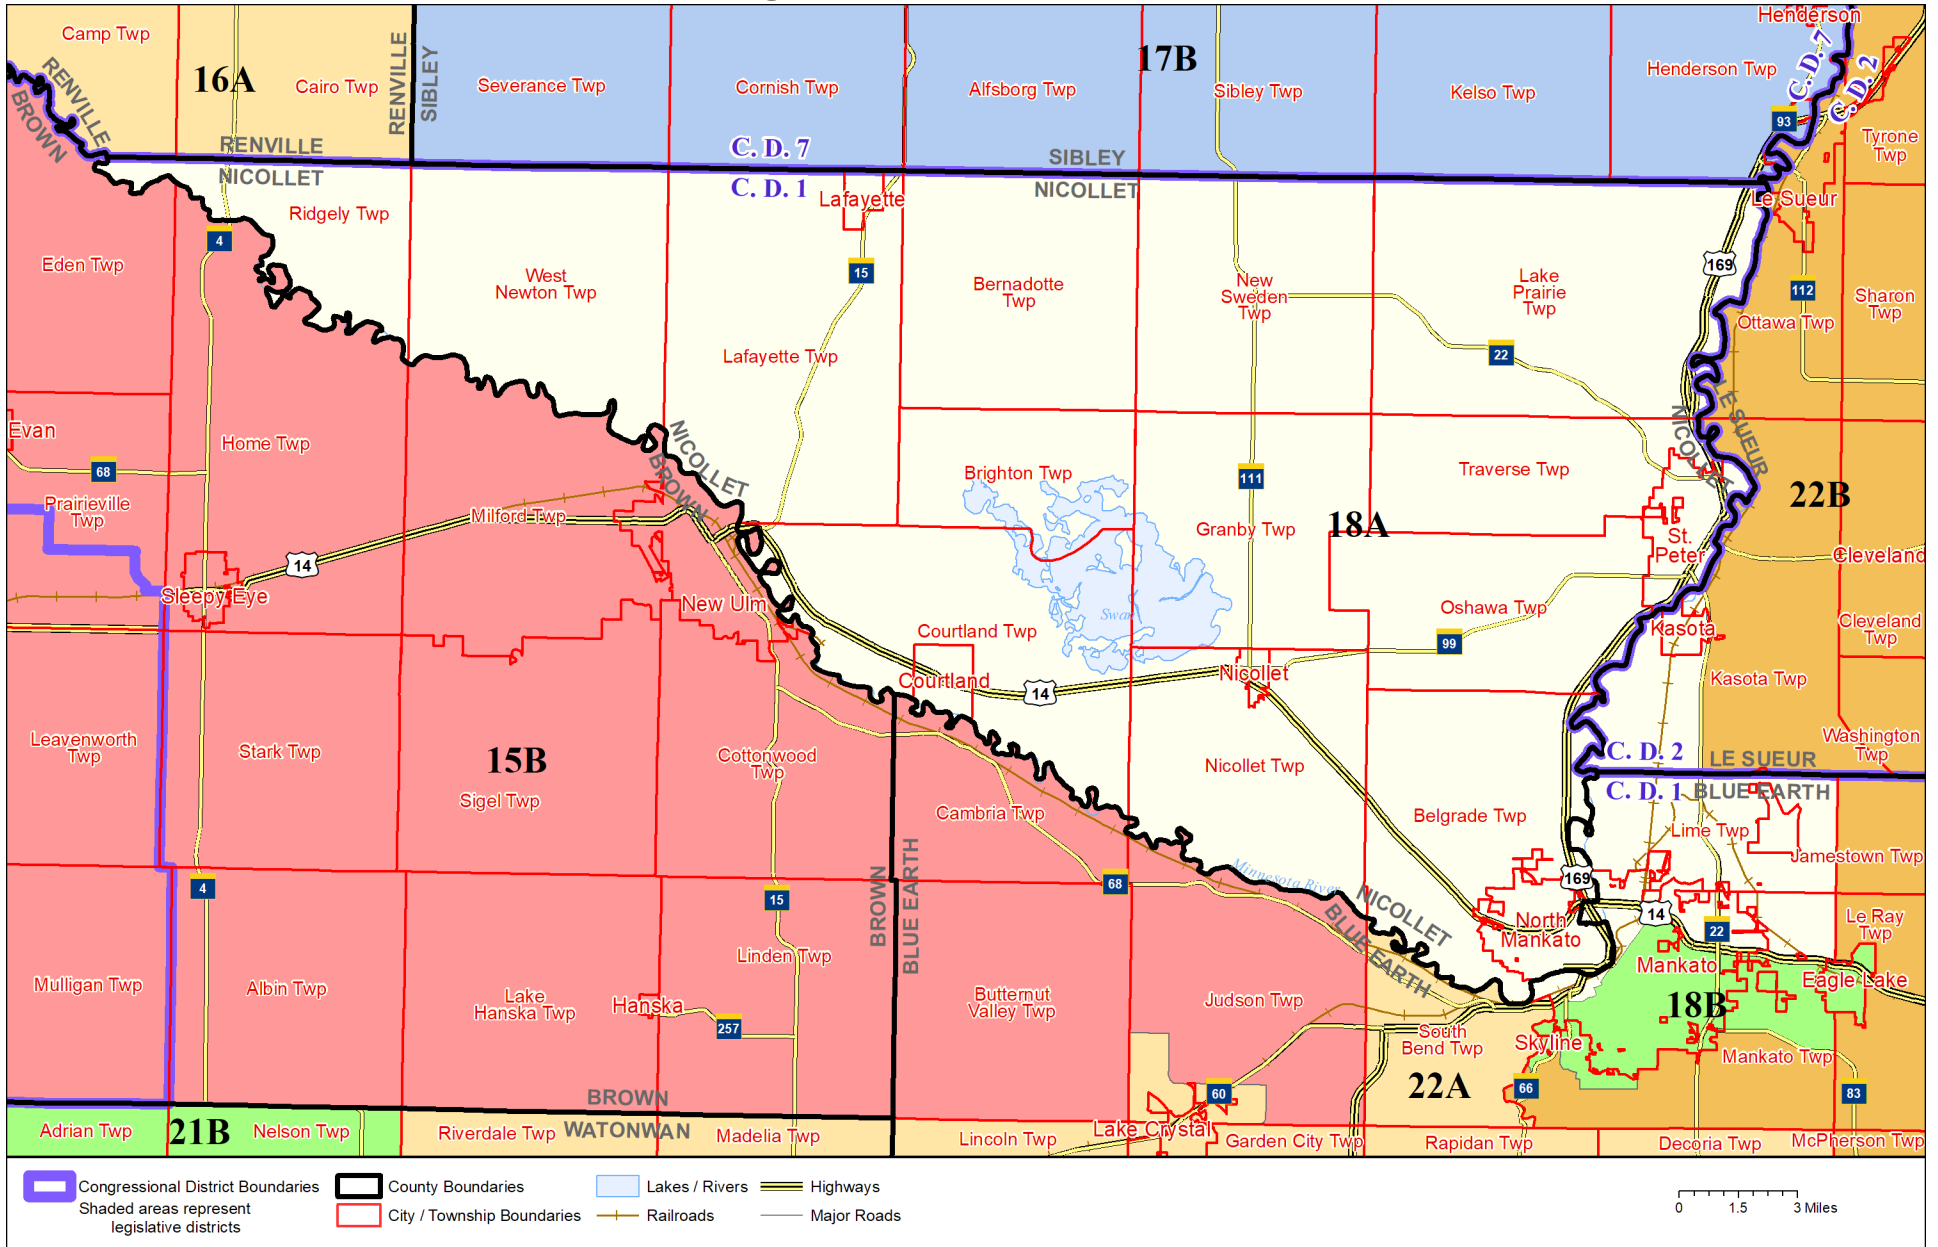 Camp Twp
16A
Cairo Twp
RENVILLE
SIBLEY
Severance Twp
Cornish Twp
Alfsborg Twp
17B
Sibley Twp
Kelso Twp
Henderson Twp
Henderson
C. D. 7
C. D. 2
93
Tyrone
Twp
RENVILLE
BROWN
RENVILLE
NICOLLET
C. D. 7
C. D. 1
SIBLEY
NICOLLET
Ridgely Twp
Lafayette
Le Sueur
4
Eden Twp
West
Newton Twp
15
Bernadotte
Twp
New
Sweden
Twp
Lake
Prairie
Twp
169
112
Sharon
Twp
Ottawa Twp
22
Lafayette Twp
Evan
Home Twp
68
NICOLLET
BROWN
Brighton Twp
111
Traverse Twp
NICOLLET
LE SUEUR
22B
Prairieville
Twp
Milford Twp
Granby Twp
18A
St.
Peter
Cleveland
14
Sleepy Eye
New Ulm
Swan
Oshawa Twp
Courtland Twp
99
Kasota
Cleveland
Twp
Courtland
14
Nicollet
Kasota Twp
Leavenworth
Twp
Stark Twp
15B
Cottonwood
Twp
Nicollet Twp
Washington
Twp
C. D. 2
LE SUEUR
C. D. 1
BLUE EARTH
Sigel Twp
Cambria Twp
Belgrade Twp
Lime Twp
Jamestown Twp
4
15
BROWN
BLUE EARTH
68
Minnesota River
NICOLLET
BLUE EARTH
169
14
22
North
Mankato
Le Ray
Twp
Linden Twp
Mankato
Eagle Lake
Mulligan Twp
Albin Twp
Lake
Hanska Twp
Hanska
257
Butternut
Valley Twp
Judson Twp
18B
South
Bend Twp
Skyline
Mankato Twp
22A
60
66
83
BROWN
WATONWAN
Adrian Twp
21B
Nelson Twp
Riverdale Twp
Madelia Twp
Lincoln Twp
Lake Crystal
Garden City Twp
Rapidan Twp
Decoria Twp
McPherson Twp
Congressional District Boundaries
Shaded areas represent
legislative districts
County Boundaries
City / Township Boundaries
Lakes / Rivers
Railroads
Highways
Major Roads
0 1.5 3 Miles